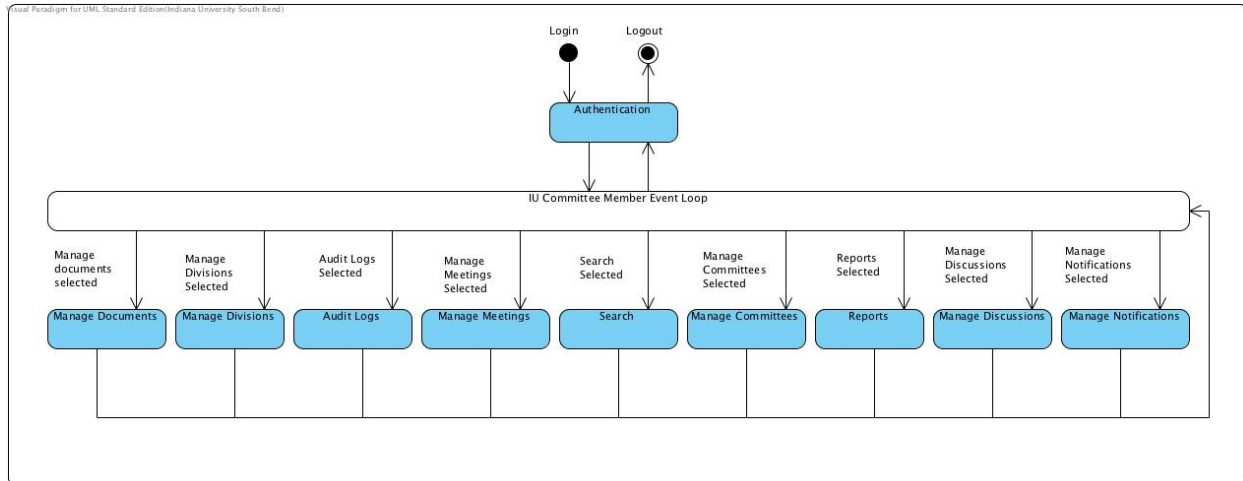 Visual Paradigm for UML Standard Edition(Indiana University South Bend)
Login
Logout
Authentication
IU Committee Member Event Loop
Manage
documents
selected
Manage
Divisions
Selected
Audit Logs
Selected
Manage
Meetings
Selected
Search
Selected
Manage
Committees
Selected
Reports
Selected
Manage
Discussions
Selected
Manage
Notifications
Selected
Manage Documents
Manage Divisions
Audit Logs
Manage Meetings
Search
Manage Committees
Reports
Manage Discussions
Manage Notifications